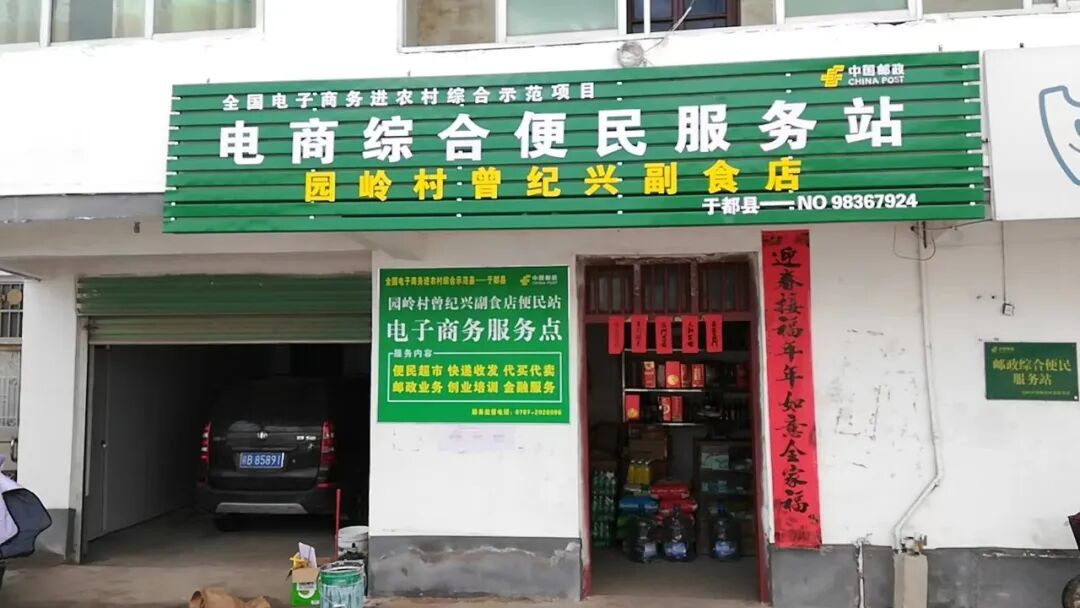 中国邮政
CHINA POST
全国电子商务进农村综合示范项目
电商综合便民服务站
园岭村曾纪兴副食店
于都县——NO 98367924
全国电子商务进农村综合示范县——于都县
中国邮政
CHINA POST
园岭村曾纪兴副食店便民站
电子商务服务点
服务内容
便民超市 快递收发 代买代卖
邮政业务 创业培训 金融服务
迎春接福年年如意全家福
中国邮政
邮政综合便民
服务站
B 85891